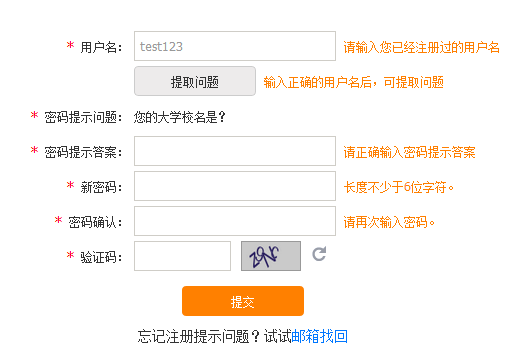 * 用户名： test123 请输入您已经注册过的用户名
提取问题 输入正确的用户名后，可提取问题
* 密码提示问题： 您的大学校名是？
* 密码提示答案： 请正确输入密码提示答案
* 新密码： 长度不少于6位字符。
* 密码确认： 请再次输入密码。
* 验证码：
提交
忘记注册提示问题？试试邮箱找回